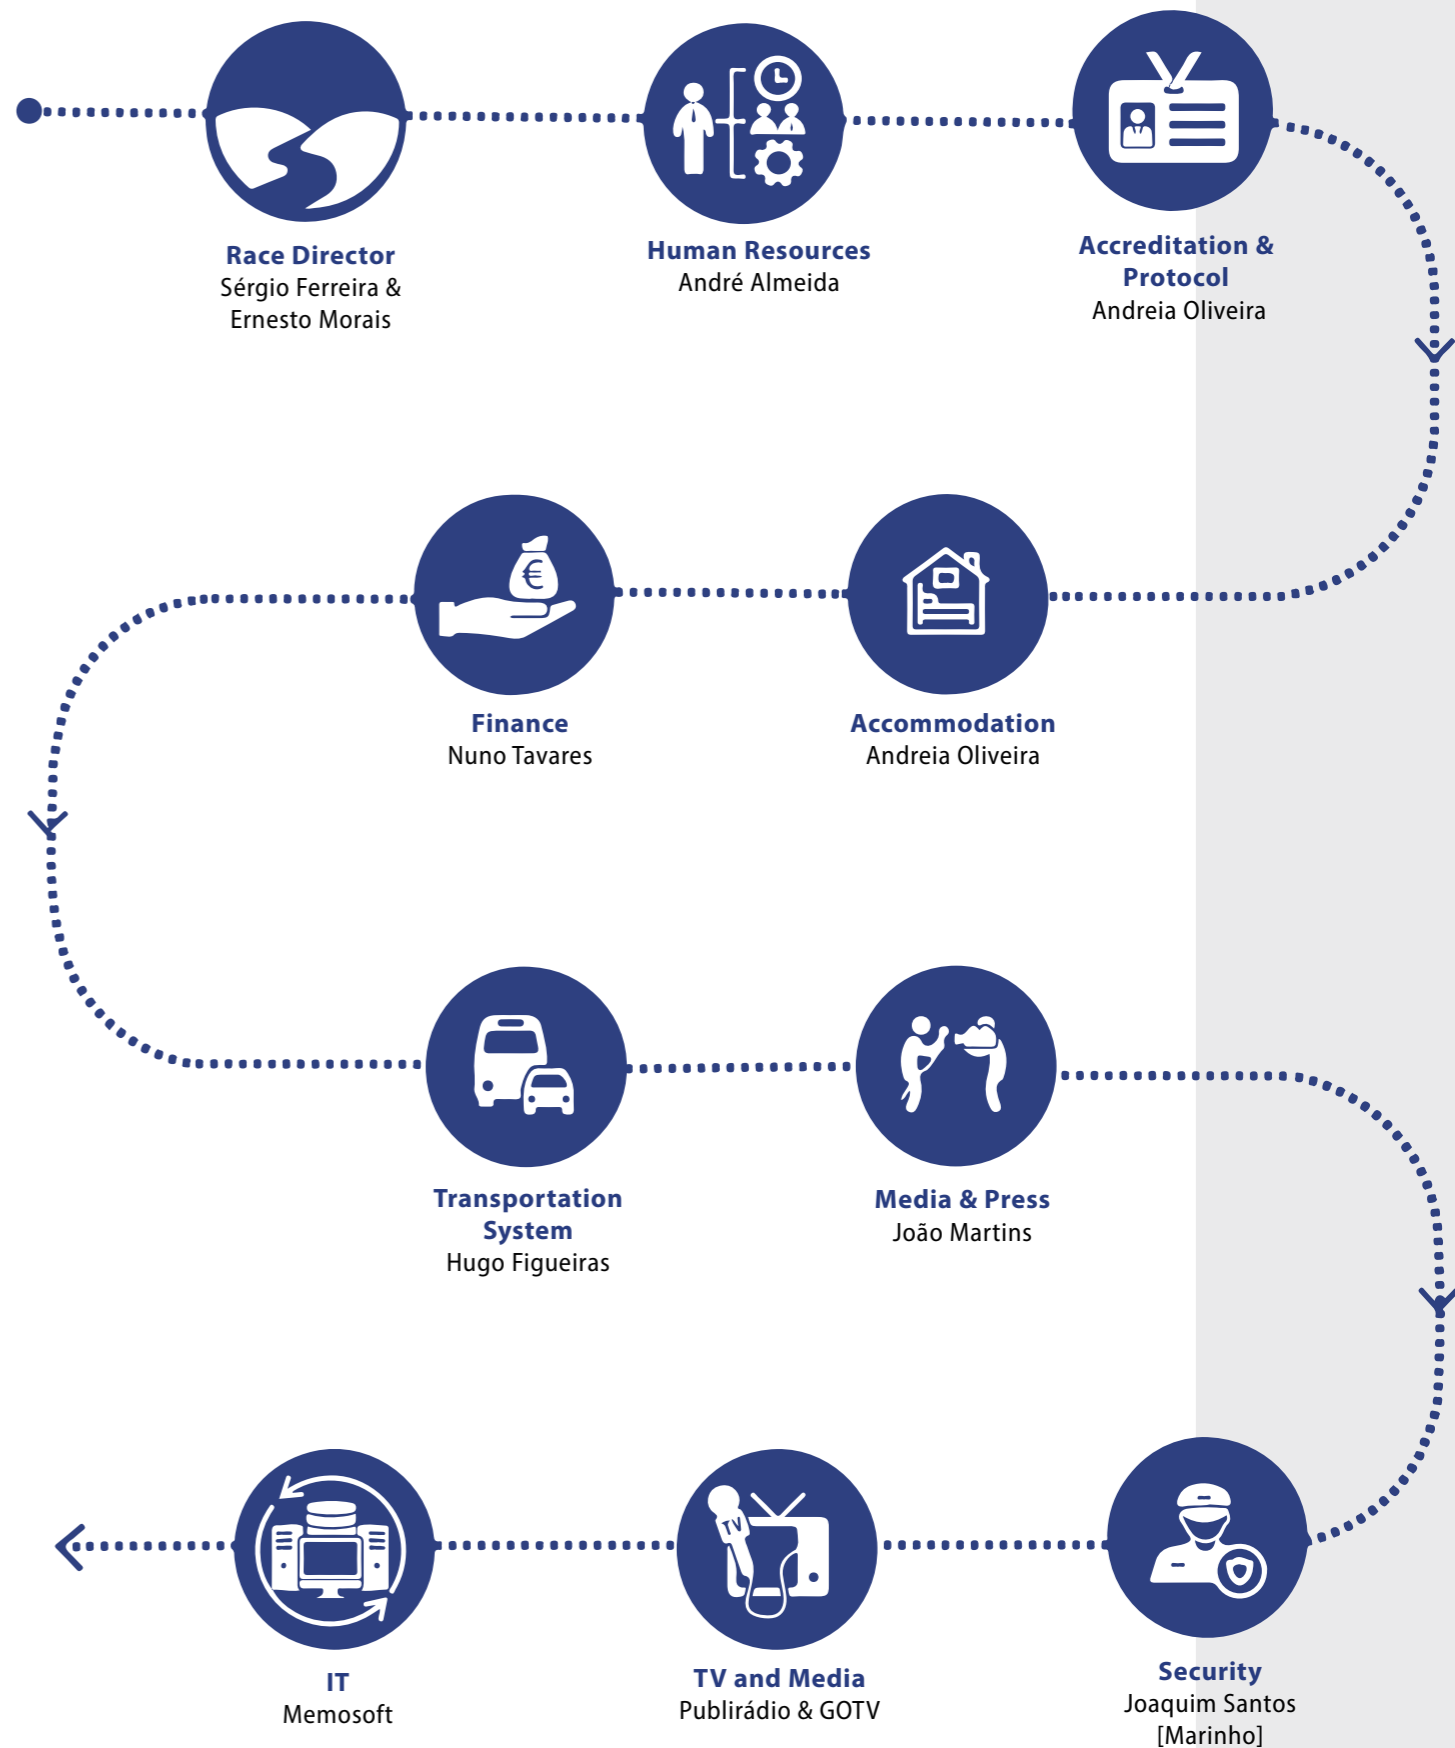 Race Director
Sérgio Ferreira &
Ernesto Morais
Human Resources
André Almeida
Accreditation &
Protocol
Andreia Oliveira
Accommodation
Andreia Oliveira
€
Finance
Nuno Tavares
Transportation
System
Hugo Figueiras
Media & Press
João Martins
Security
Joaquim Santos
[Marinho]
TV
TV and Media
Publirádio & GOTV
IT
Memosoft